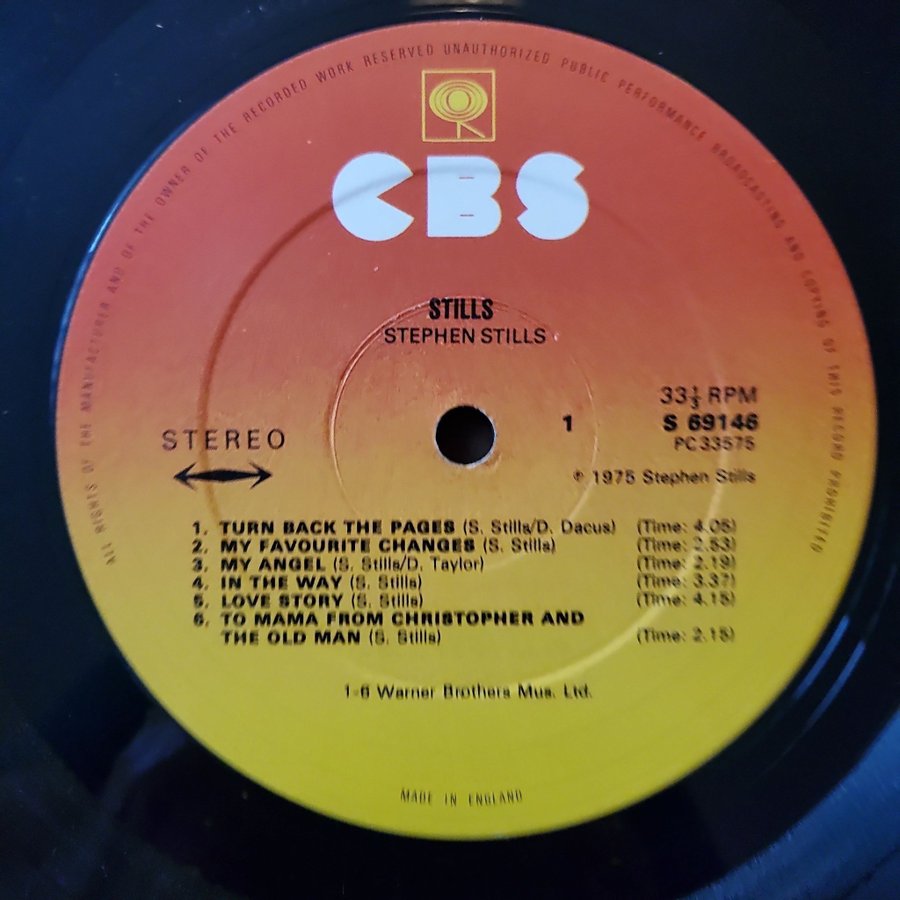 ALL RIGHTS OF THE MANUFACTURER AND OF THE OWNER OF THE RECORDED WORK RESERVED UNAUTHORIZED PUBLIC PERFORMANCE BROADCASTING AND COPYING OF THIS RECORD PROHIBITED
CBS
STILLS
STEPHEN STILLS
33⅓ RPM
1 S 69146
PC 33575
STEREO
℗ 1975 Stephen Stills
1. TURN BACK THE PAGES (S. Stills/D. Dacus) (Time: 4.05)
2. MY FAVOURITE CHANGES (S. Stills) (Time: 2.53)
3. MY ANGEL (S. Stills/D. Taylor) (Time: 2.19)
4. IN THE WAY (S. Stills) (Time: 3.37)
5. LOVE STORY (S. Stills) (Time: 4.15)
6. TO MAMA FROM CHRISTOPHER AND
THE OLD MAN (S. Stills) (Time: 2.15)
1-6 Warner Brothers Mus. Ltd.
MADE IN ENGLAND